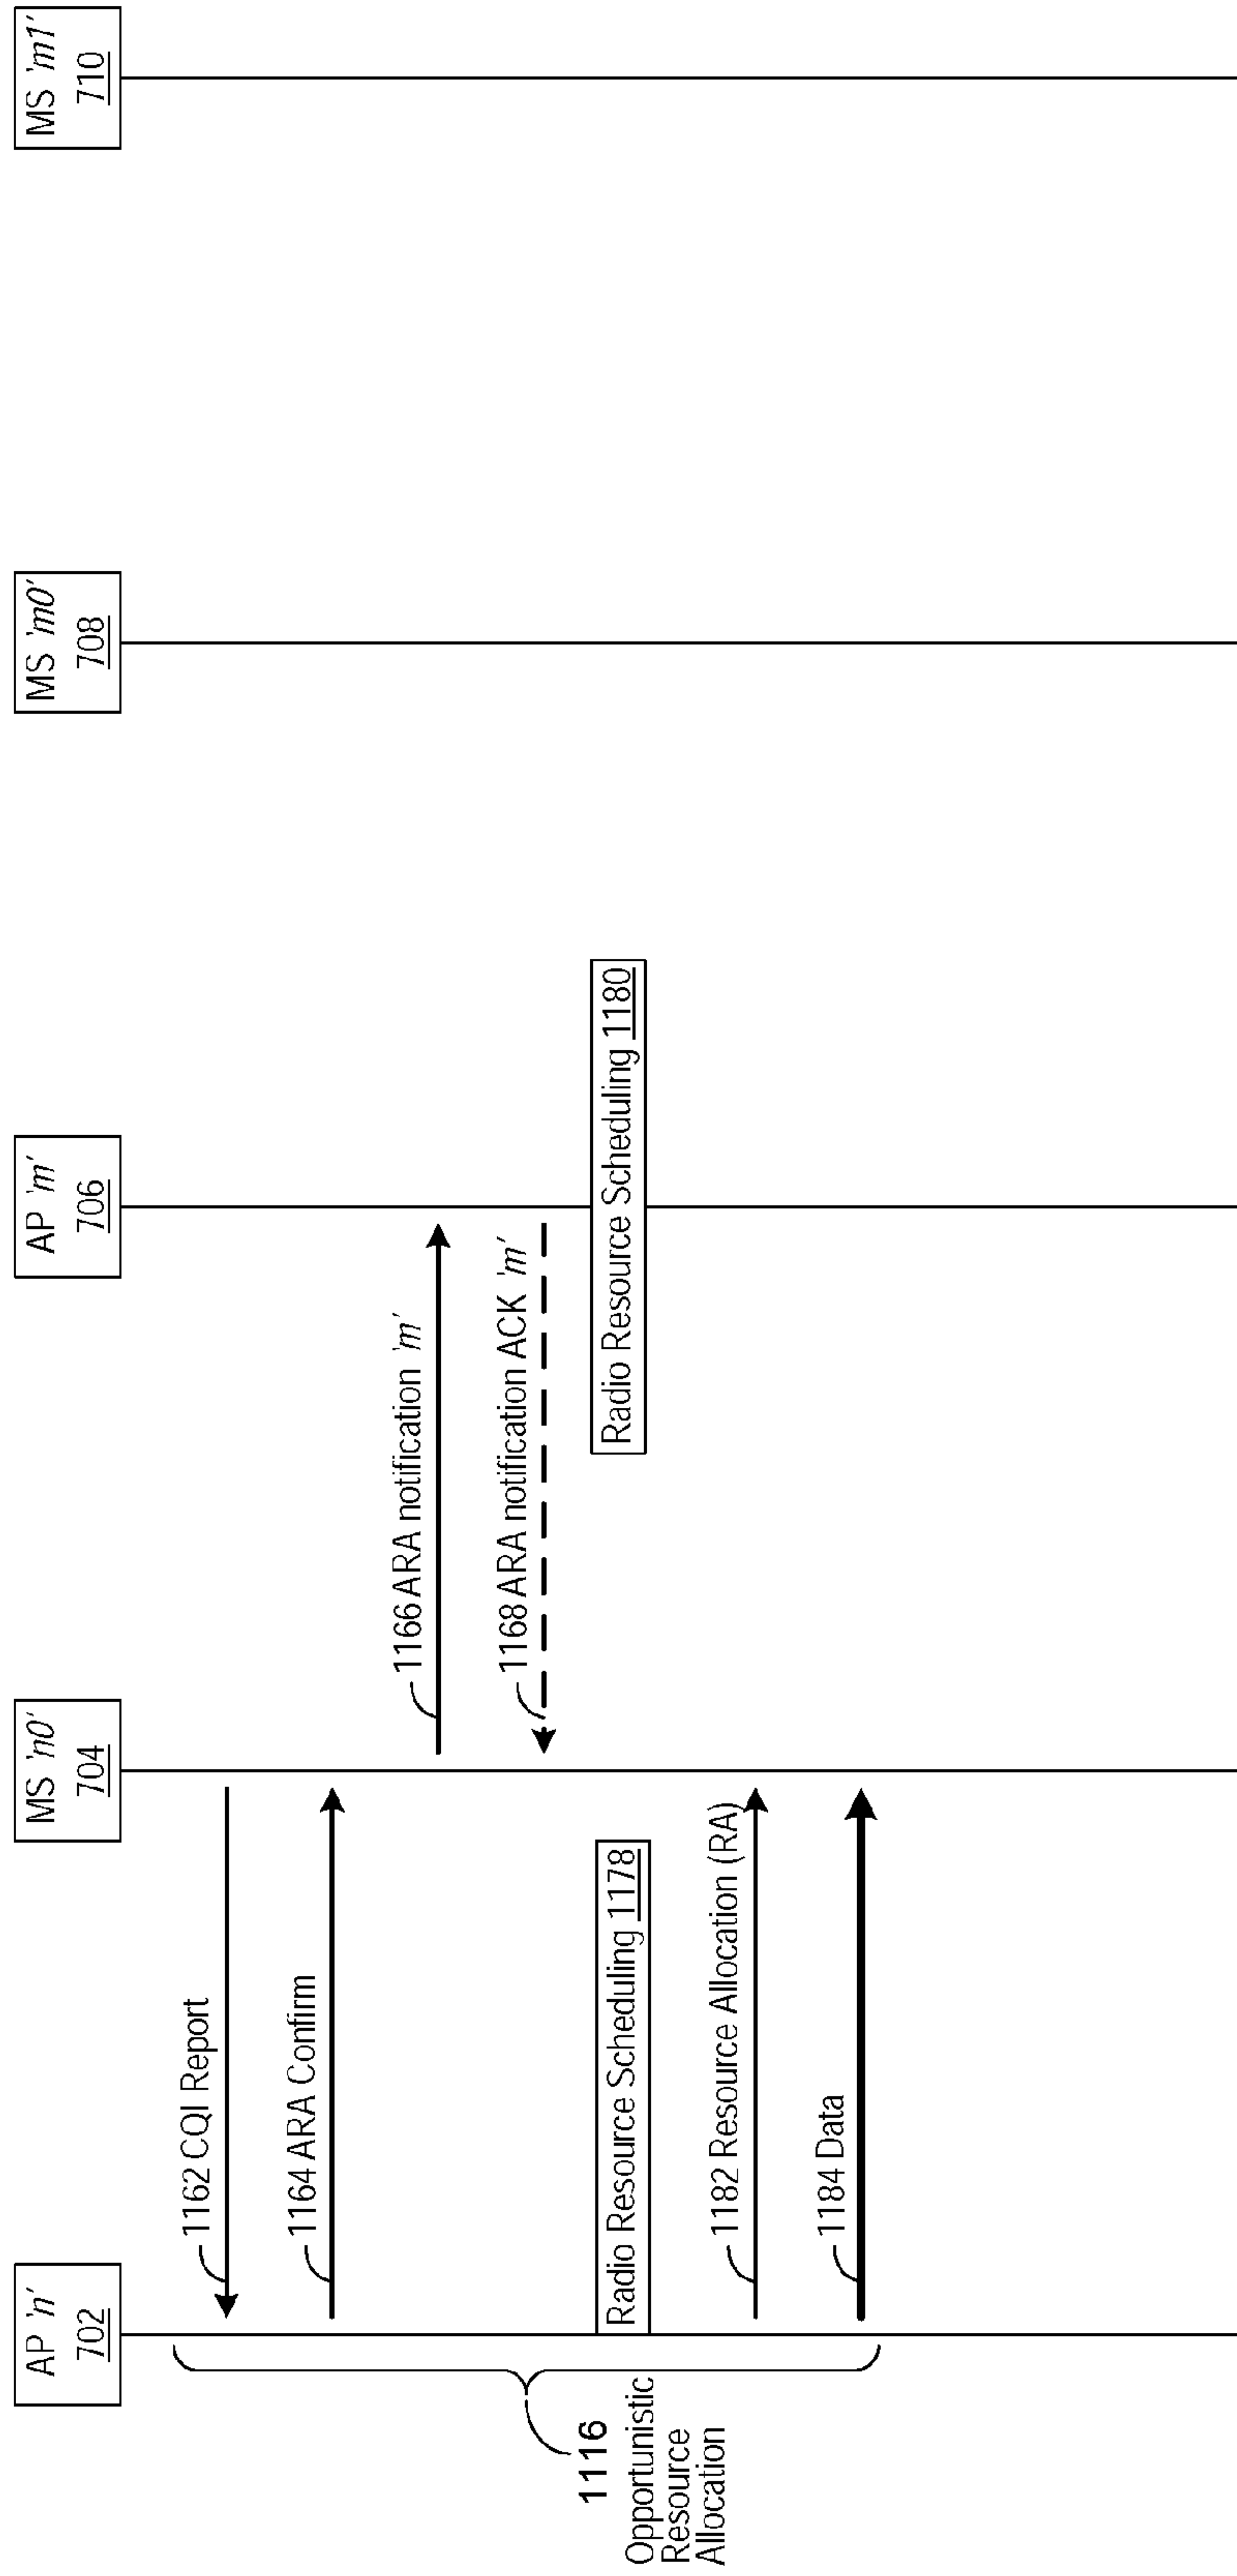 AP 'n'
702
MS 'n0'
704
AP 'm'
706
MS 'm0'
708
MS 'm1'
710
1162 CQI Report
1164 ARA Confirm
1166 ARA notification 'm'
1168 ARA notification ACK 'm'
Radio Resource Scheduling 1178
Radio Resource Scheduling 1180
1182 Resource Allocation (RA)
1184 Data
1116
Opportunistic
Resource
Allocation